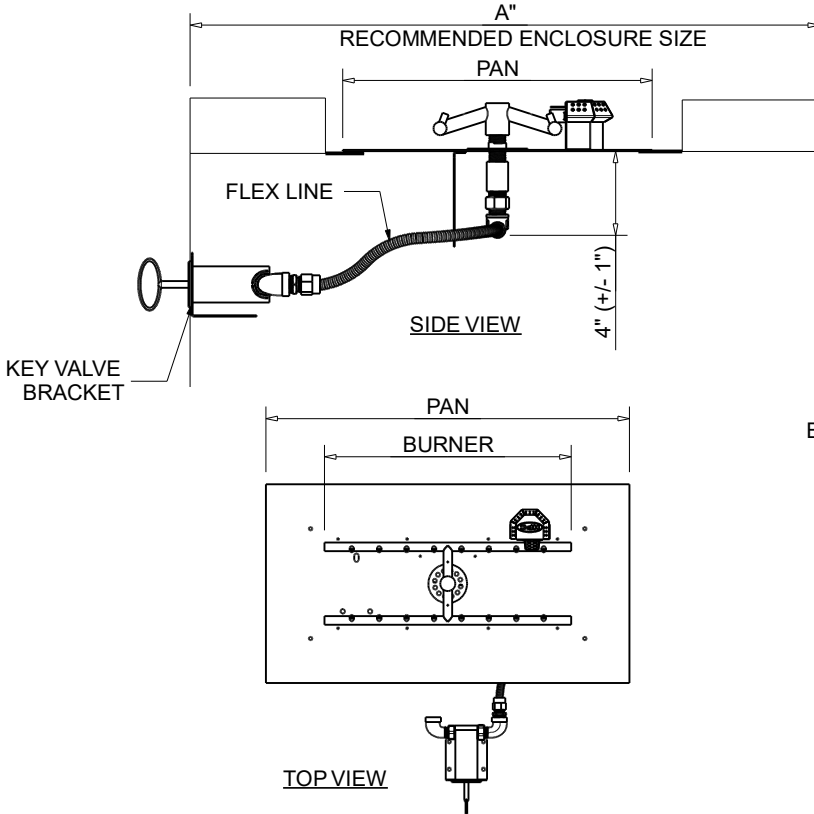 A"
RECOMMENDED ENCLOSURE SIZE
PAN
FLEX LINE
4" (+/- 1")
SIDE VIEW
KEY VALVE
BRACKET
PAN
BURNER
E
TOP VIEW